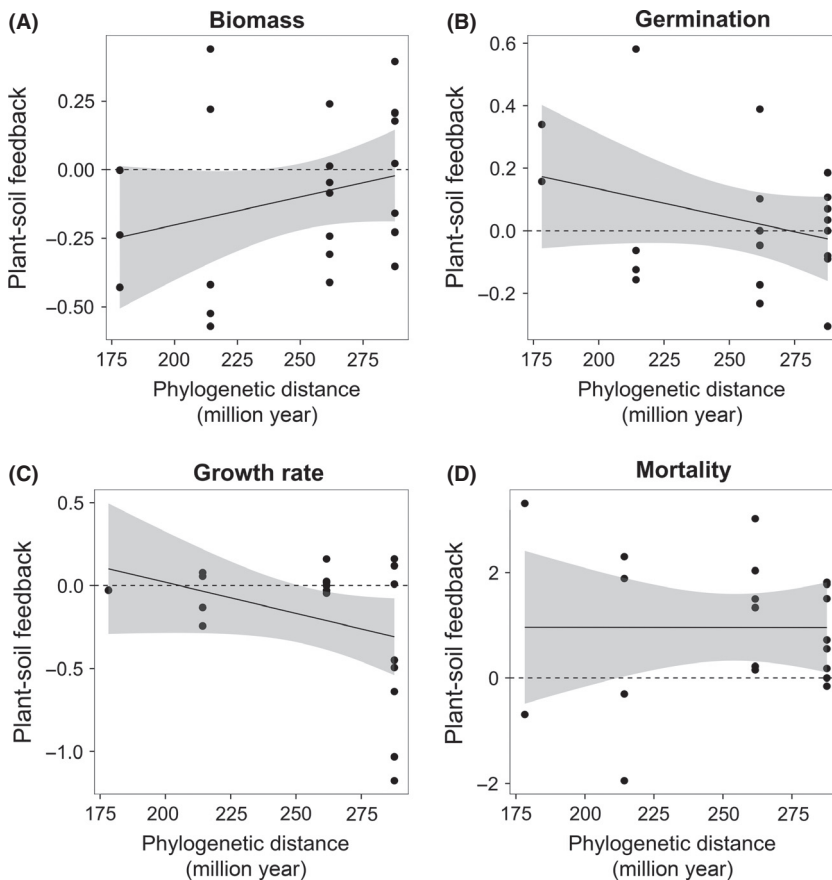 (A)
Biomass
Plant-soil feedback
0.25
0.00
−0.25
−0.50
175 200 225 250 275
Phylogenetic distance
(million year)
(B)
Germination
Plant-soil feedback
0.6
0.4
0.2
0.0
−0.2
175 200 225 250 275
Phylogenetic distance
(million year)
(C)
Growth rate
Plant-soil feedback
0.5
0.0
−0.5
−1.0
175 200 225 250 275
Phylogenetic distance
(million year)
(D)
Mortality
Plant-soil feedback
2
0
−2
175 200 225 250 275
Phylogenetic distance
(million year)